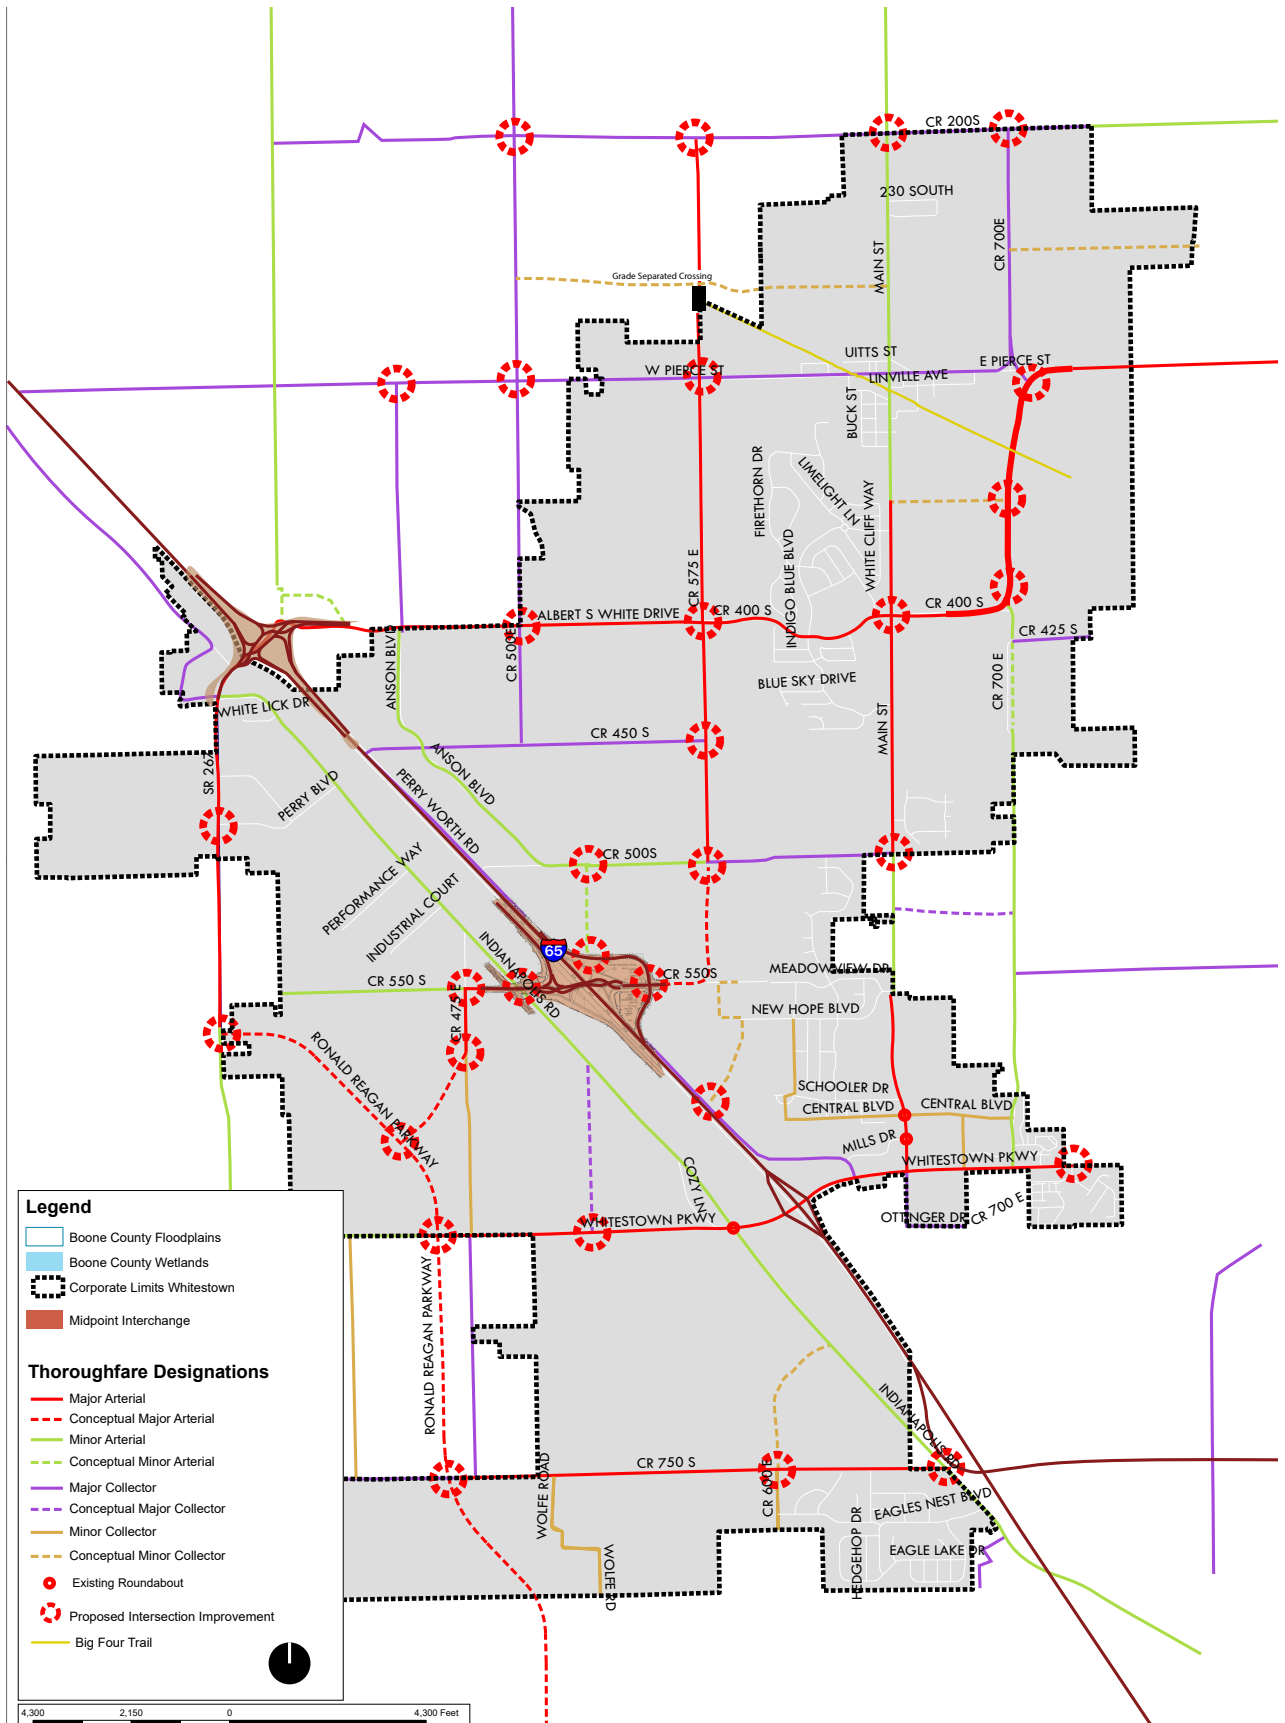 CR 200S
230 SOUTH
MAIN ST
CR 700E
Grade Separated Crossing
UITTS ST
E PIERCE ST
W PIERCE ST
LINVILLE AVE
BUCK ST
LIMELIGHT LN
FIRETHORN DR
WHITE CLIFF WAY
INDIGO BLUE BLVD
CR 575 E
ALBERT S WHITE DRIVE
CR 400 S
CR 400 S
CR 425 S
ANSON BLVD
CR 500E
BLUE SKY DRIVE
CR 700 E
WHITE LICK DR
MAIN ST
CR 450 S
SR 267
ANSON BLVD
PERRY BLVD
PERRY WORTH RD
CR 500S
PERFORMANCE WAY
INDUSTRIAL COURT
INDIANAPOLIS RD
65
MEADOWVIEW DR
CR 550 S
CR 550S
CR 475 E
NEW HOPE BLVD
RONALD REAGAN PARKWAY
SCHOOLER DR
CENTRAL BLVD
CENTRAL BLVD
MILLS DR
WHITESTOWN PKWY
COZY LN
CR 700 E
OTTINGER DR
WHITESTOWN PKWY
RONALD REAGAN PARKWAY
INDIANAPOLIS RD
CR 750 S
WOLFE ROAD
CR 600 E
EAGLES NEST BLVD
HEDGEHOP DR
EAGLE LAKE DR
WOLFE RD
Legend
Boone County Floodplains
Boone County Wetlands
Corporate Limits Whitestown
Midpoint Interchange
Thoroughfare Designations
Major Arterial
Conceptual Major Arterial
Minor Arterial
Conceptual Minor Arterial
Major Collector
Conceptual Major Collector
Minor Collector
Conceptual Minor Collector
Existing Roundabout
Proposed Intersection Improvement
Big Four Trail
4,300 2,150 0 4,300 Feet